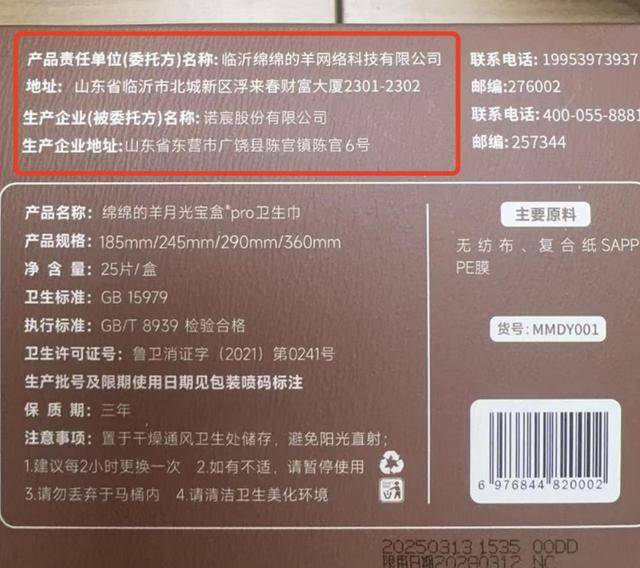 产品责任单位(委托方)名称:临沂绵绵的羊网络科技有限公司
联系电话: 19953973937
地址: 山东省临沂市北城新区浮来春财富大厦2301-2302
邮编:276002
生产企业(被委托方)名称:诺宸股份有限公司
联系电话: 400-055-8881
生产企业地址:山东省东营市广饶县陈官镇陈官6号
邮编:257344
产品名称: 绵绵的羊月光宝盒*pro卫生巾
产品规格: 185mm/245mm/290mm/360mm
净含量: 25片/盒
卫生标准: GB 15979
执行标准: GB/T 8939 检验合格
卫生许可证号: 鲁卫消证字 (2021) 第0241号
生产批号及限期使用日期见包装喷码标注
保质期: 三年
注意事项: 置于干燥通风卫生处储存, 避免阳光直射;
1.建议每2小时更换一次 2.如有不适, 请暂停使用
3.请勿丢弃于马桶内 4.请清洁卫生美化环境
主要原料
无纺布、复合纸SAPP
PE膜
货号: MMDY001
6 976844 820002
20250313 1535 00DD
限用日期20280312 NC